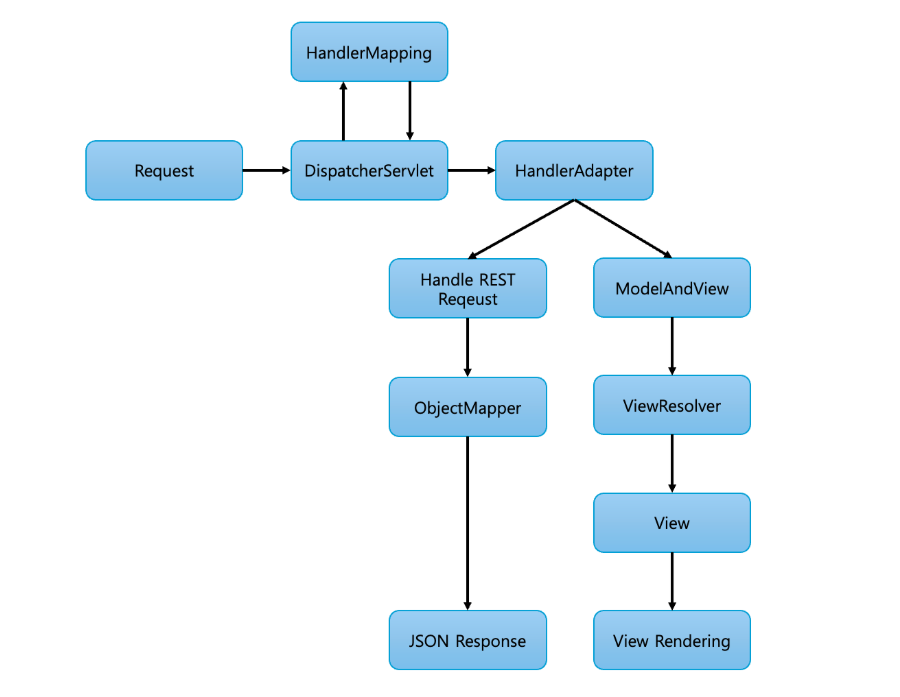 HandlerMapping
Request
DispatcherServlet
HandlerAdapter
Handle REST
Reqeust
ModelAndView
ObjectMapper
ViewResolver
View
JSON Response
View Rendering